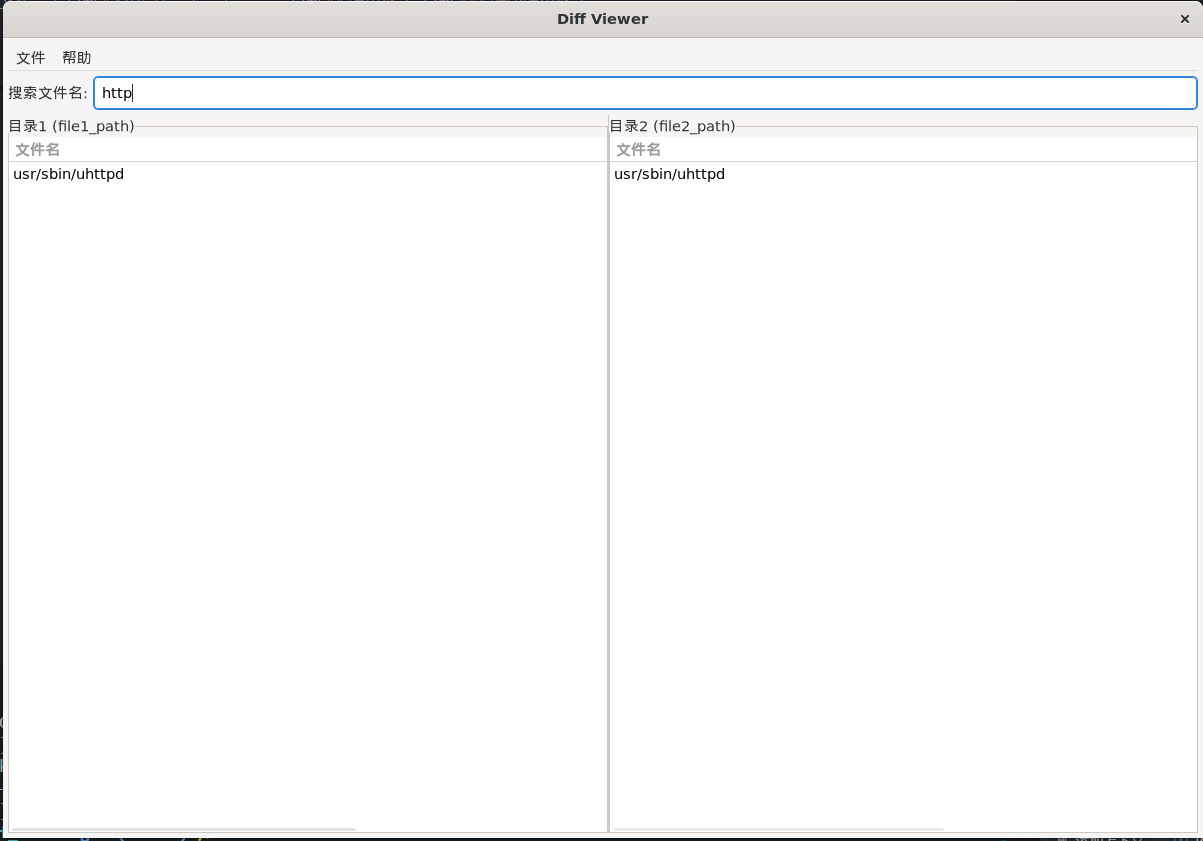 Diff Viewer
文件 帮助
搜索文件名: http
目录1 (file1_path)
目录2 (file2_path)
文件名
文件名
usr/sbin/uhttpd
usr/sbin/uhttpd